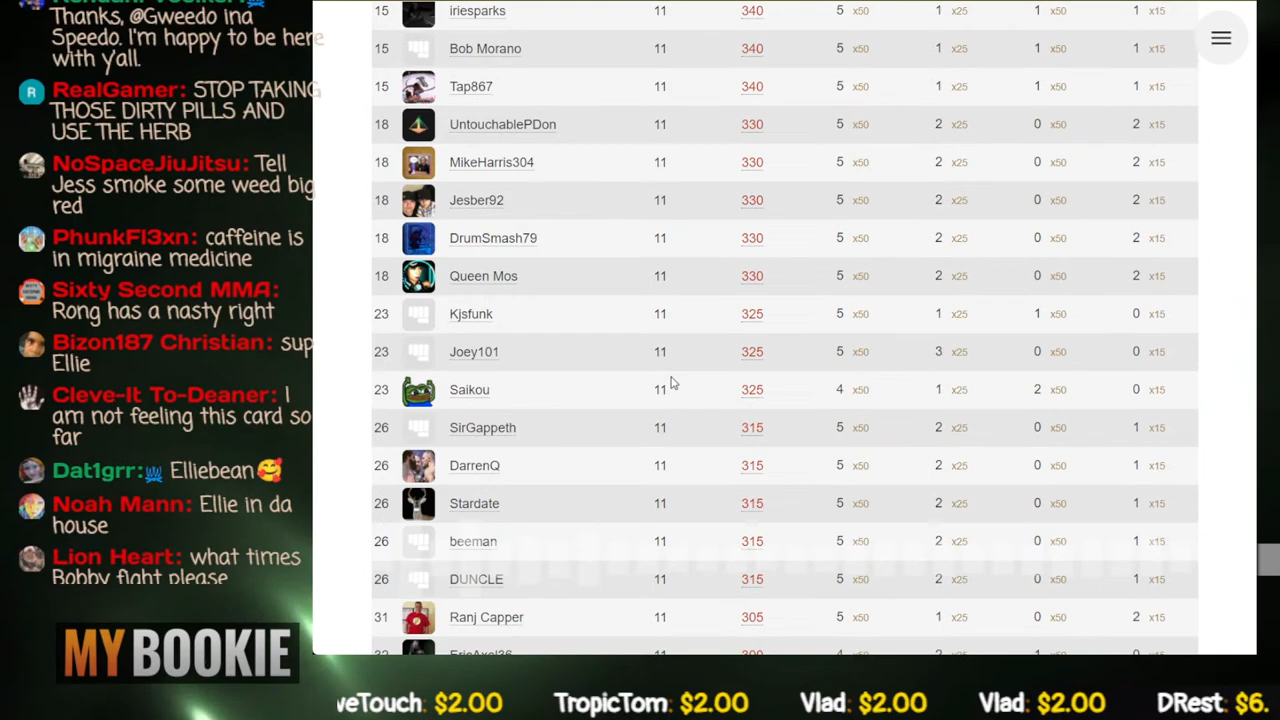 Thanks, @Gweedo ina
Speedo. I'm happy to be here
with y'all.
R RealGamer: STOP TAKING
THOSE DIRTY PILLS AND
USE THE HERB
NoSpaceJiuJitsu: Tell
Jess smoke some weed big
red
PhunkFl3xn: caffeine is
in migraine medicine
Sixty Second MMA:
Rong has a nasty right
Bizon187 Christian: sup
Ellie
Cleve-It To-Deaner: I
am not feeling this card so
far
Dat1grr: Elliebean
Noah Mann: Ellie in da
house
Lion Heart: what times
Bobby fight please
MYBOOKIE
15 iriesparks 11 340 5 x50 1 x25 1 x50 1 x15
15 Bob Morano 11 340 5 x50 1 x25 1 x50 1 x15
15 Tap867 11 340 5 x50 1 x25 1 x50 1 x15
18 UntouchablePDon 11 330 5 x50 2 x25 0 x50 2 x15
18 MikeHarris304 11 330 5 x50 2 x25 0 x50 2 x15
18 Jesber92 11 330 5 x50 2 x25 0 x50 2 x15
18 DrumSmash79 11 330 5 x50 2 x25 0 x50 2 x15
18 Queen Mos 11 330 5 x50 2 x25 0 x50 2 x15
23 Kjsfunk 11 325 5 x50 1 x25 1 x50 0 x15
23 Joey101 11 325 5 x50 3 x25 0 x50 0 x15
23 Saikou 11 325 5 x50 1 x25 2 x50 0 x15
26 SirGappeth 11 315 5 x50 2 x25 0 x50 1 x15
26 DarrenQ 11 315 5 x50 2 x25 0 x50 1 x15
26 Stardario 11 315 5 x50 2 x25 0 x50 1 x15
26 beeman 11 315 5 x50 2 x25 0 x50 1 x15
26 DUNCLE 11 315 5 x50 2 x25 0 x50 1 x15
31 Ranj Capper 11 305 5 x50 1 x25 0 x50 2 x15
veTouch: $2.00 TropicTom: $2.00 Vlad: $2.00 Vlad: $2.00 DRest: $6.